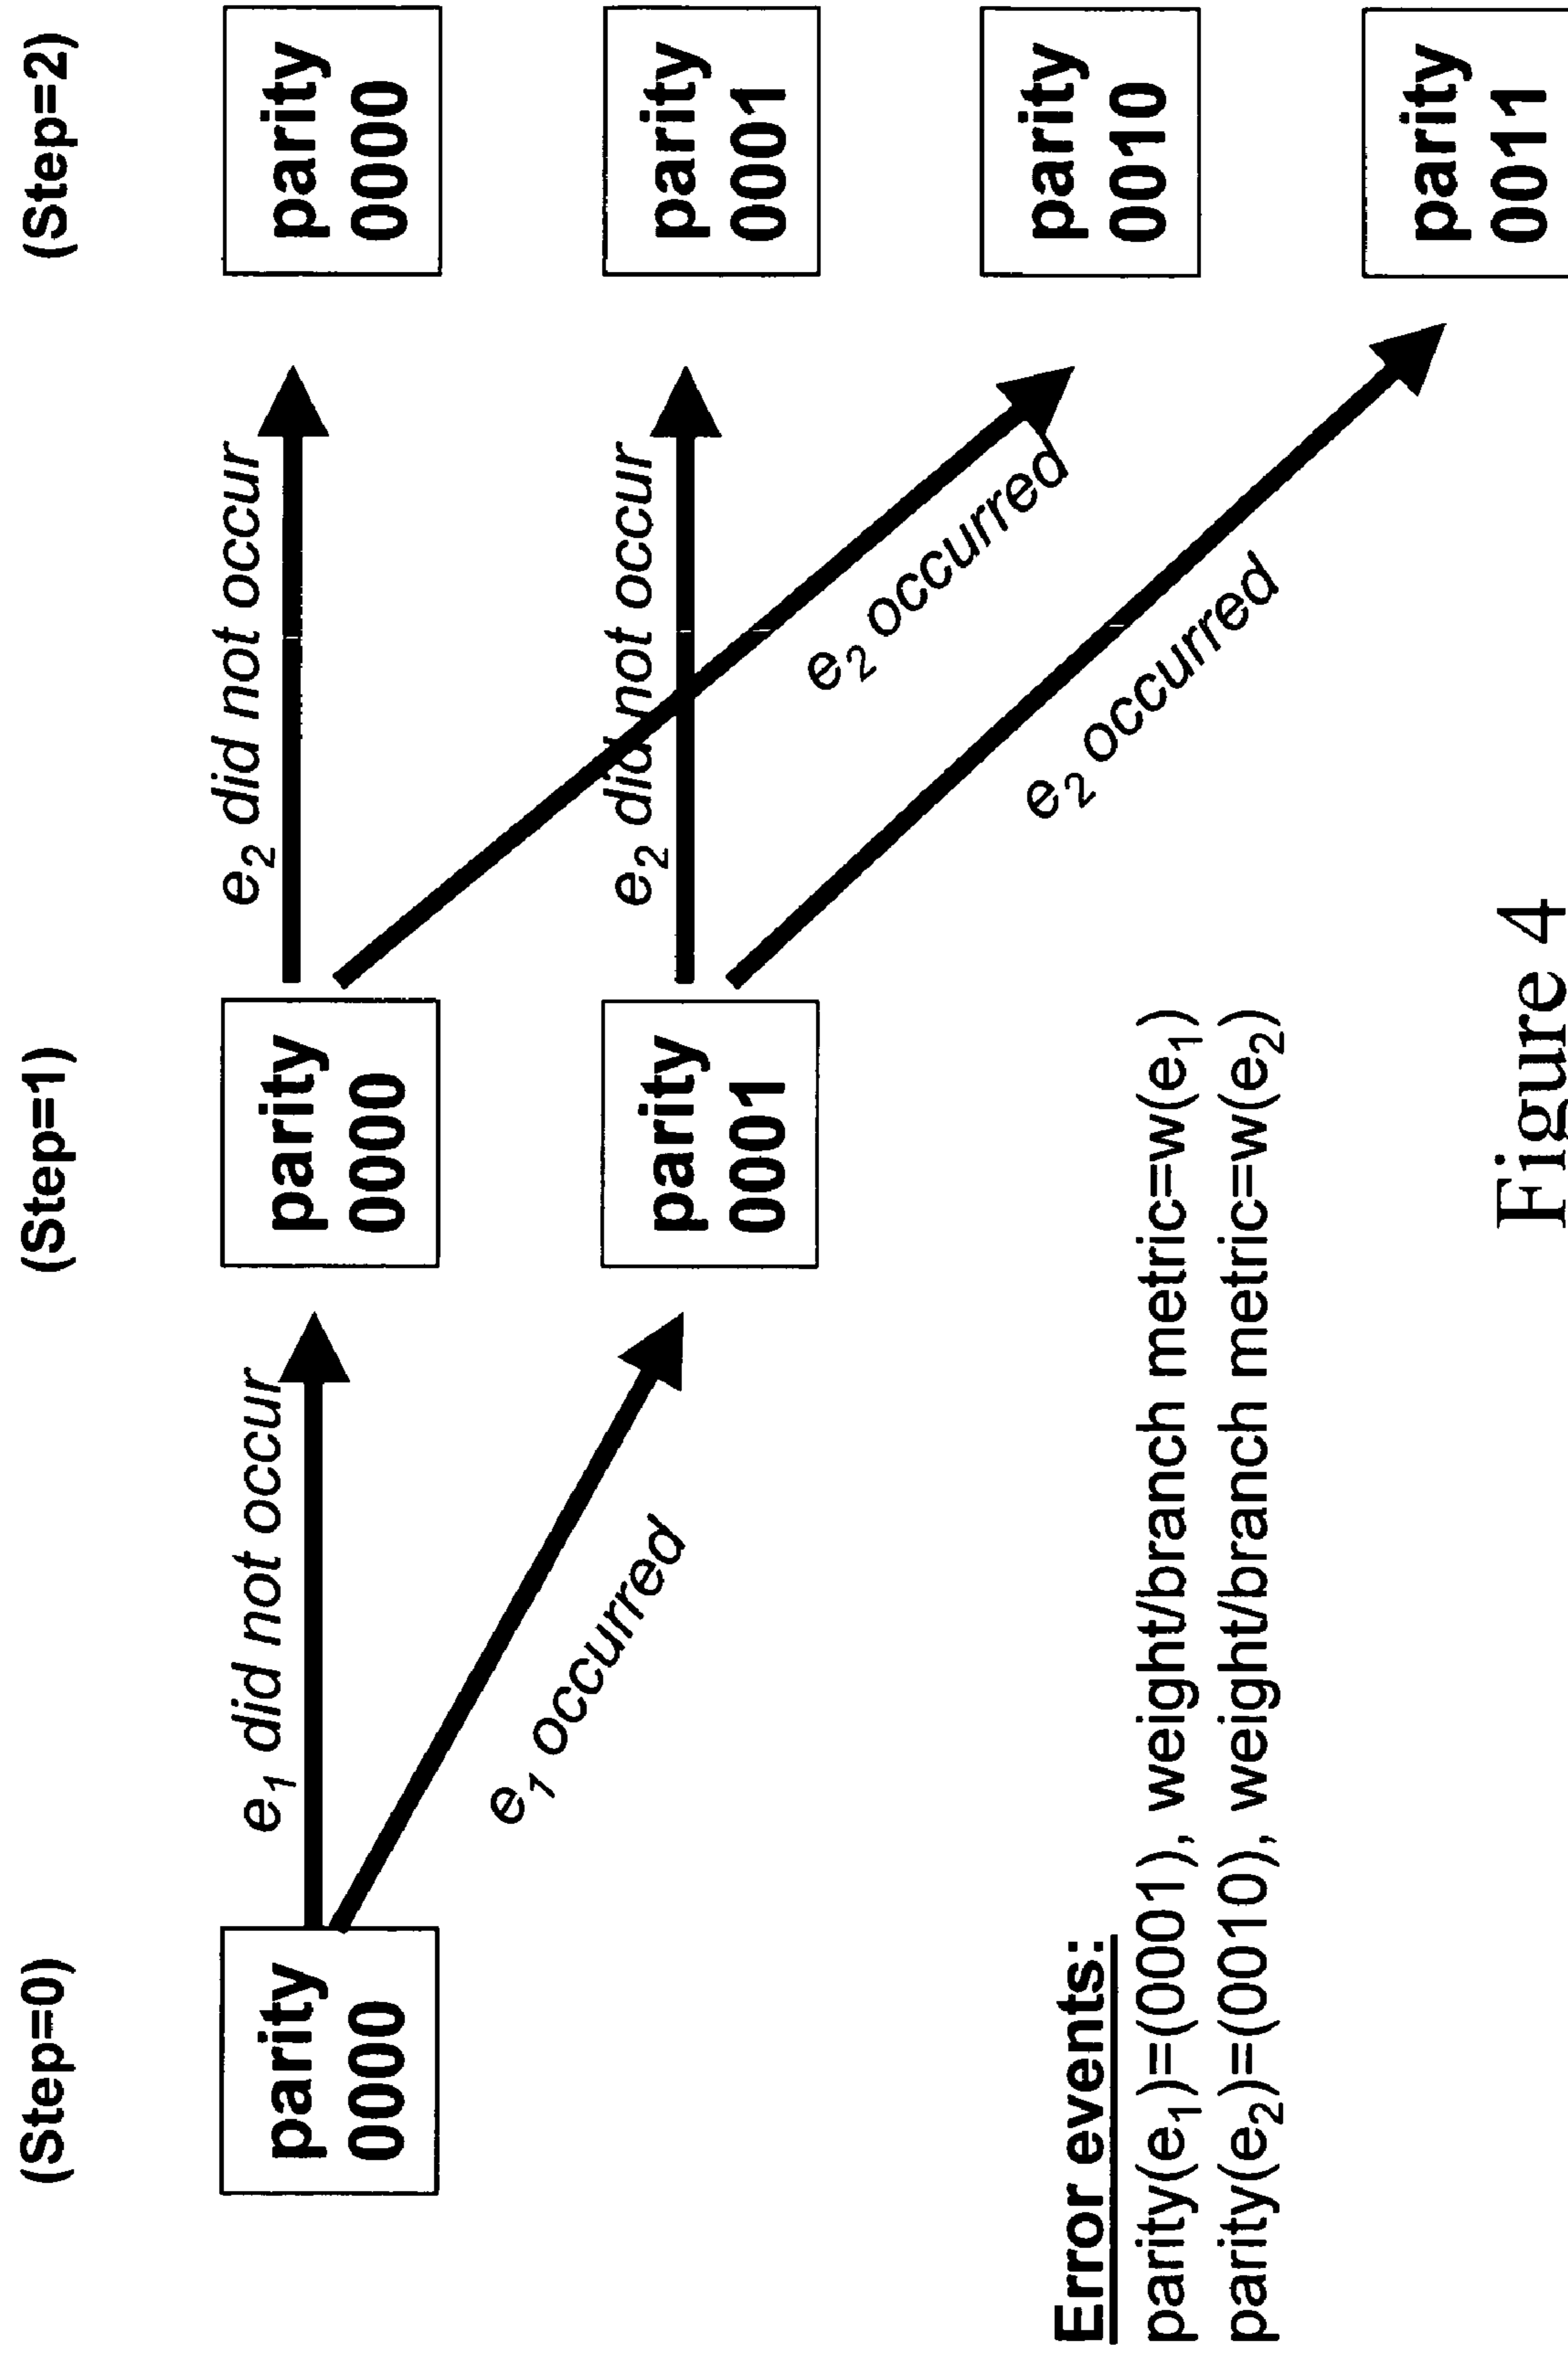 (Step=0)
(Step=1)
(Step=2)
parity
0000
e1 did not occur
e1 occurred
parity
0000
parity
0001
e2 did not occur
e2 did not occur
e2 occurred
e2 occurred
parity
0000
parity
0001
parity
0010
parity
0011
Error events:
parity(e1)=(0001), weight/branch metric=w(e1)
parity(e2)=(0010), weight/branch metric=w(e2)
Figure 4